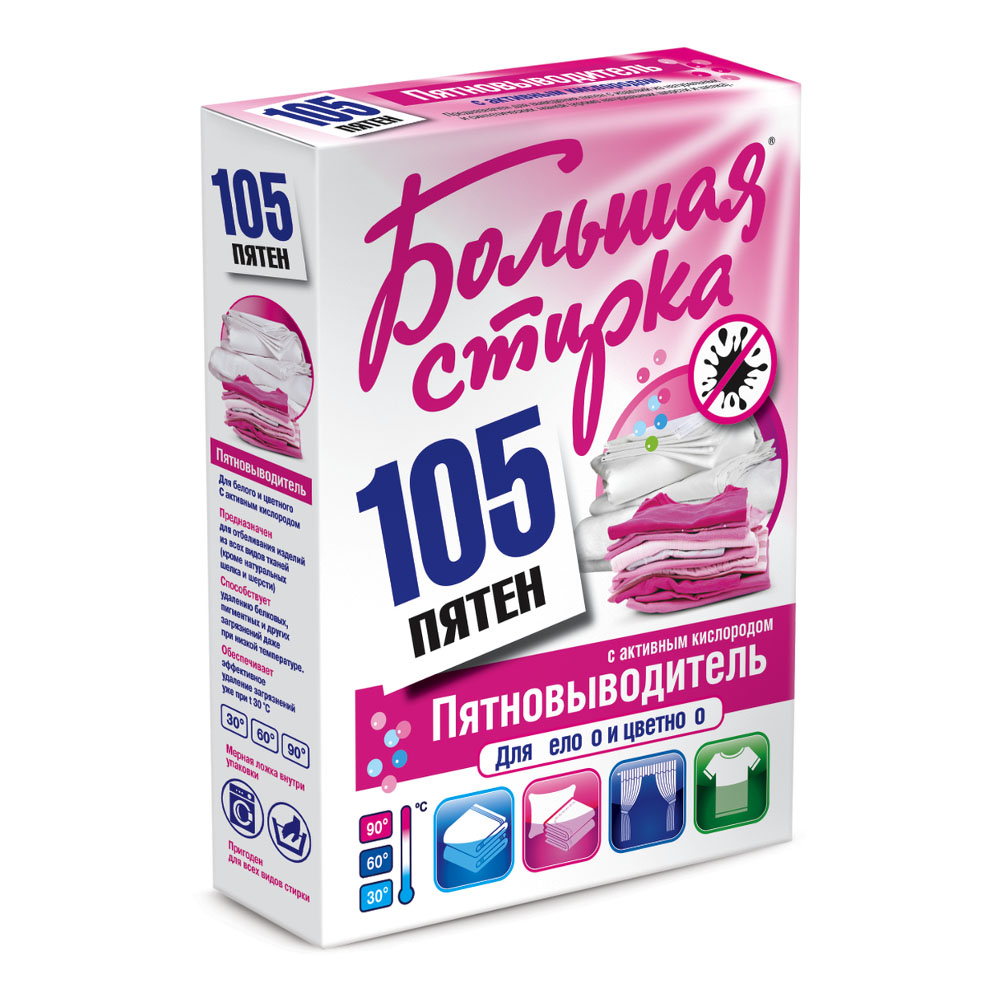 105
ПЯТЕН
Пятновыводитель
с активным кислородом
Большая®
стирка
105
ПЯТЕН
с активным кислородом
Пятновыводитель
Для ело о и цветно о
°C
90°
60°
30°
105
ПЯТЕН
Пятновыводитель
Для белого и цветного
С активным кислородом
Предназначен
для отбеливания изделий
из всех видов тканей
(кроме натуральных
шелка и шерсти)
Способствует
удалению белковых,
пигментных и других
загрязнений даже
при низкой температуре.
Обеспечивает
эффективное
удаление загрязнений
уже при t 30 °C
30° 60° 90°
Мерная ложка внутри
упаковки
Пригоден
для всех видов стирки